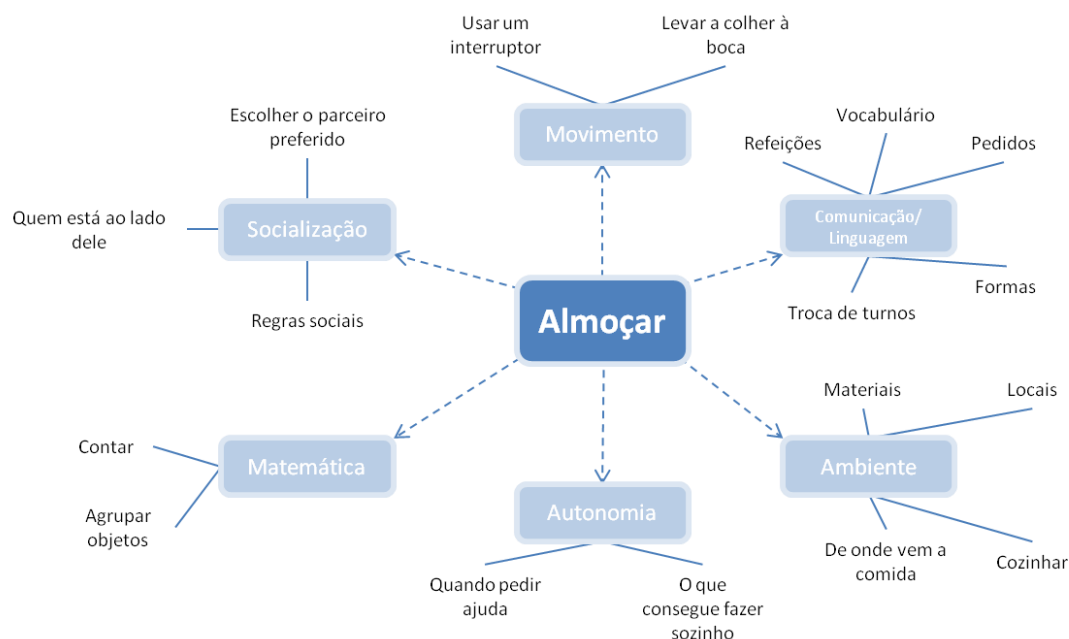 Usar um
interruptor
Levar a colher à
boca
Movimento
Escolher o parceiro
preferido
Quem está ao lado
dele
Socialização
Regras sociais
Vocabulário
Refeições
Pedidos
Comunicação/
Linguagem
Formas
Troca de turnos
Almoçar
Contar
Matemática
Agrupar
objetos
Autonomia
Quando pedir
ajuda
O que
consegue fazer
sozinho
Materiais
Locais
Ambiente
De onde vem a
comida
Cozinhar